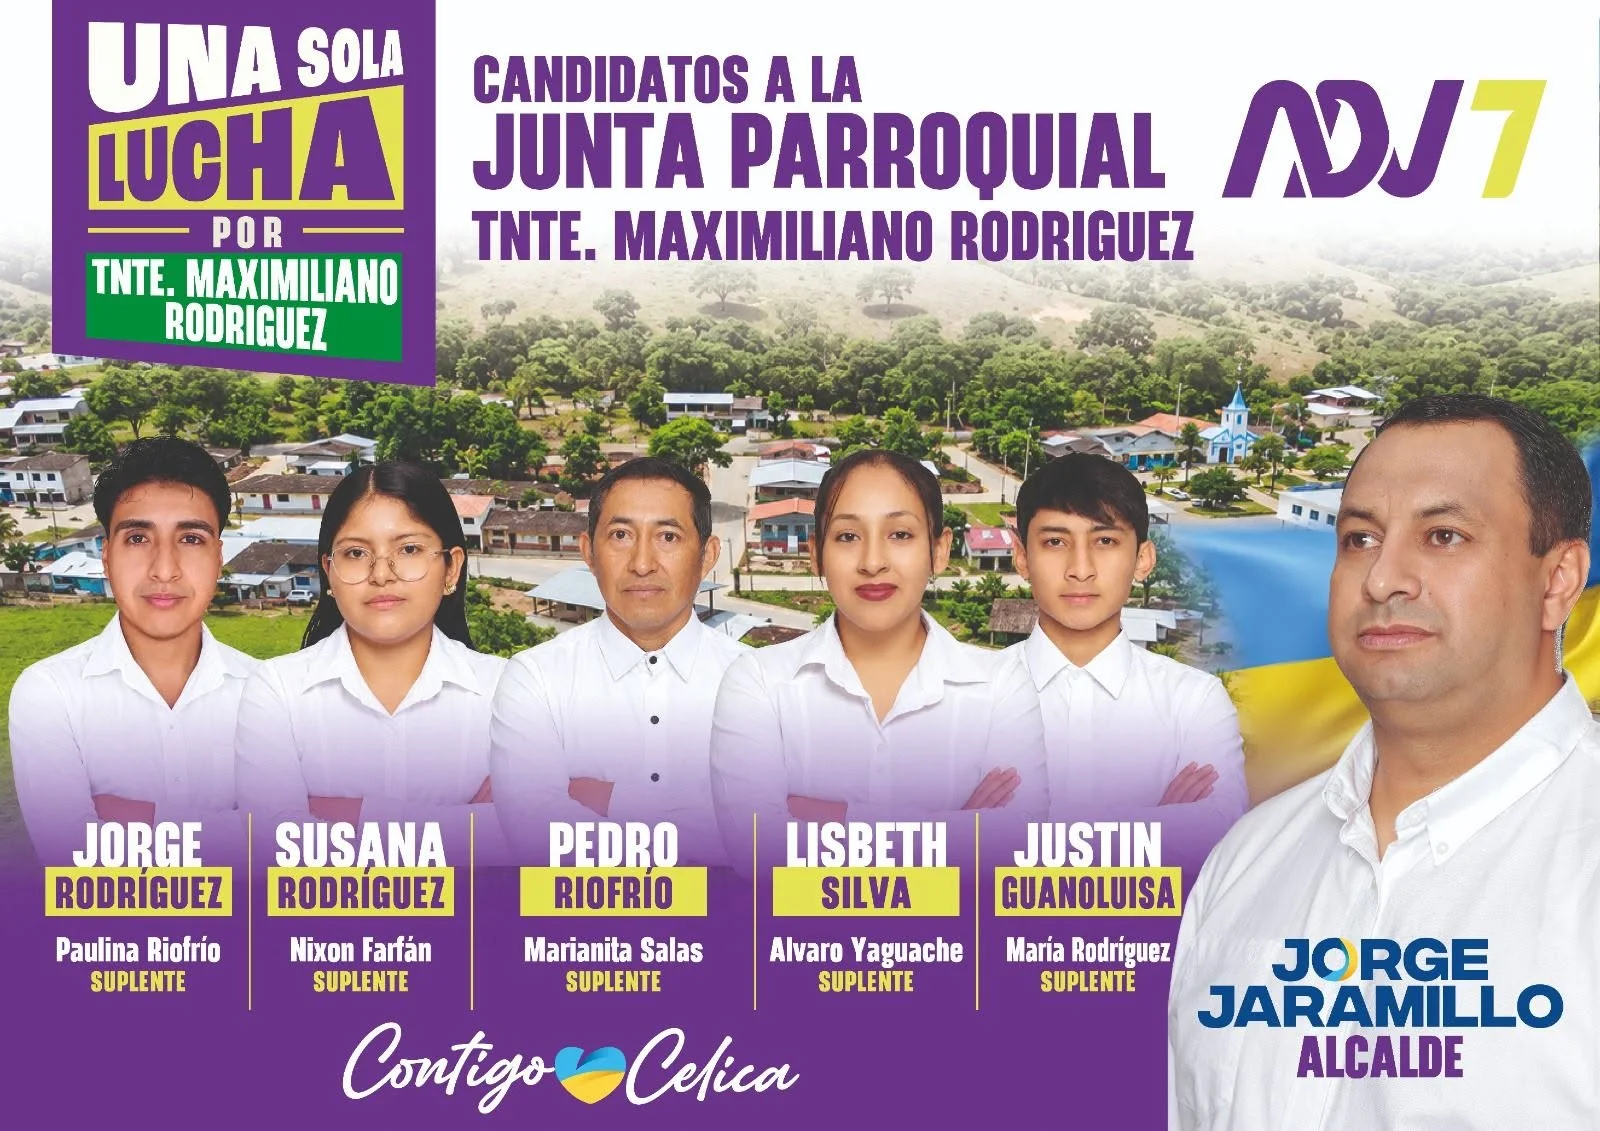 UNA SOLA
LUCHA
POR
TNTE. MAXIMILIANO
RODRIGUEZ
CANDIDATOS A LA
JUNTA PARROQUIAL
TNTE. MAXIMILIANO RODRIGUEZ
ADN 7
JORGE
RODRÍGUEZ
Paulina Riofrío
SUPLENTE
SUSANA
RODRÍGUEZ
Nixon Farfán
SUPLENTE
PEDRO
RIOFRÍO
Marianita Salas
SUPLENTE
LISBETH
SILVA
Alvaro Yaguache
SUPLENTE
JUSTIN
GUANOLUISA
María Rodríguez
SUPLENTE
JORGE
JARAMILLO
ALCALDE
Contigo Celica